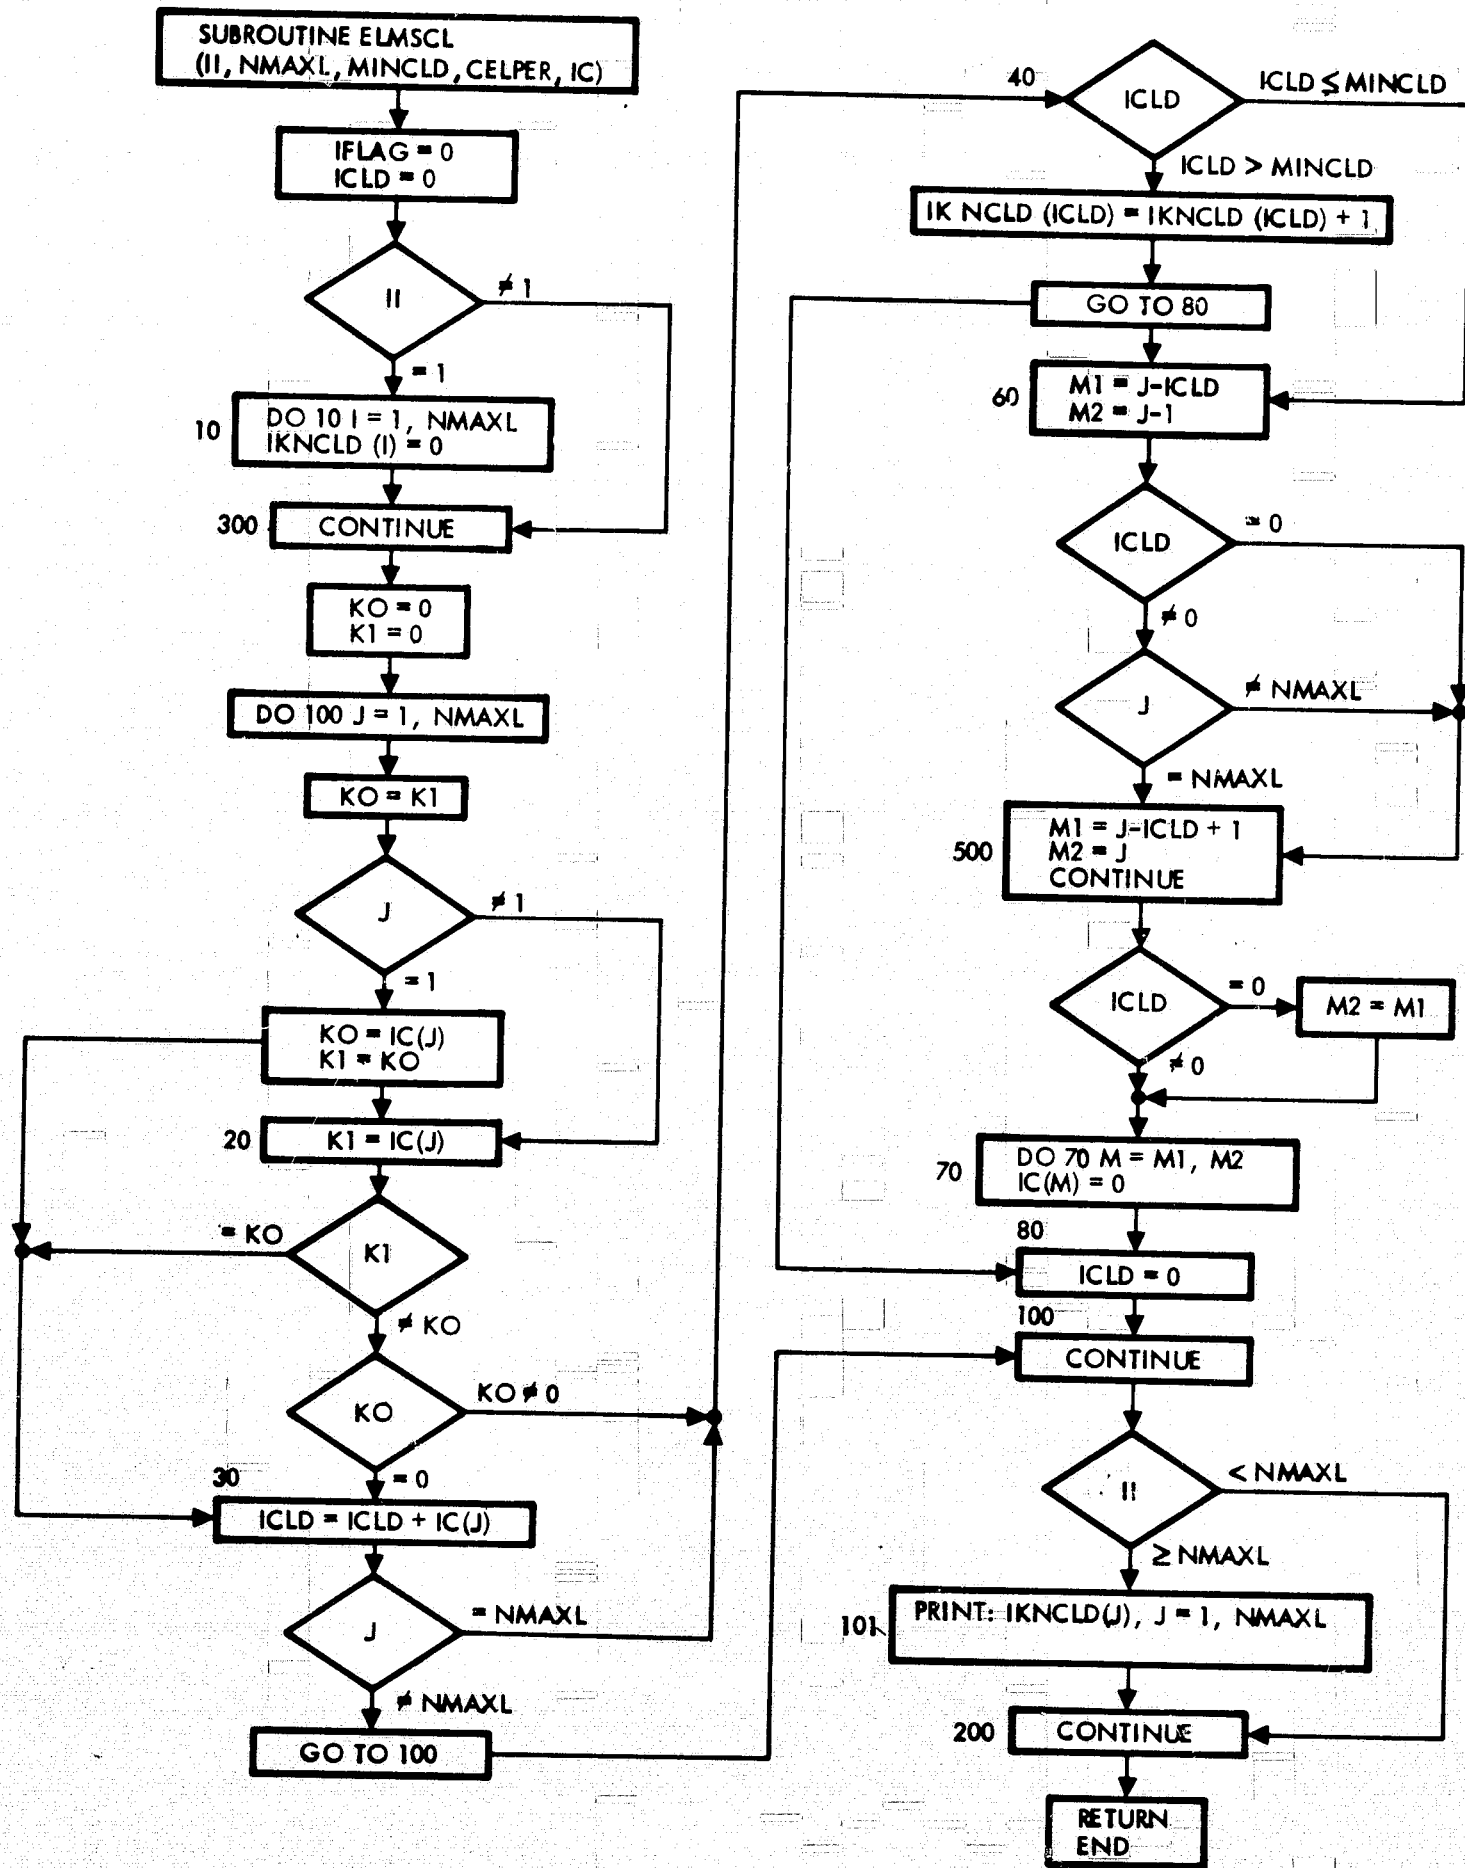 SUBROUTINE ELMSCL
(II, NMAXL, MINCLD, CELPER, IC)
IFLAG = 0
ICLD = 0
II
≠ 1
= 1
10
DO 10 I = 1, NMAXL
IKNCLD (I) = 0
300
CONTINUE
KO = 0
K1 = 0
DO 100 J = 1, NMAXL
KO = K1
J
≠ 1
= 1
KO = IC(J)
K1 = KO
20
K1 = IC(J)
= KO
K1
≠ KO
KO
KO ≠ 0
= 0
30
ICLD = ICLD + IC(J)
J
= NMAXL
≠ NMAXL
GO TO 100
40
ICLD
ICLD ≤ MINCLD
ICLD > MINCLD
IK NCLD (ICLD) = IKNCLD (ICLD) + 1
GO TO 80
60
M1 = J-ICLD
M2 = J-1
ICLD
= 0
≠ 0
J
≠ NMAXL
= NMAXL
500
M1 = J-ICLD + 1
M2 = J
CONTINUE
ICLD
= 0
M2 = M1
≠ 0
70
DO 70 M = M1, M2
IC(M) = 0
80
ICLD = 0
100
CONTINUE
II
< NMAXL
≥ NMAXL
101
PRINT: IKNCLD(J), J = 1, NMAXL
200
CONTINUE
RETURN
END